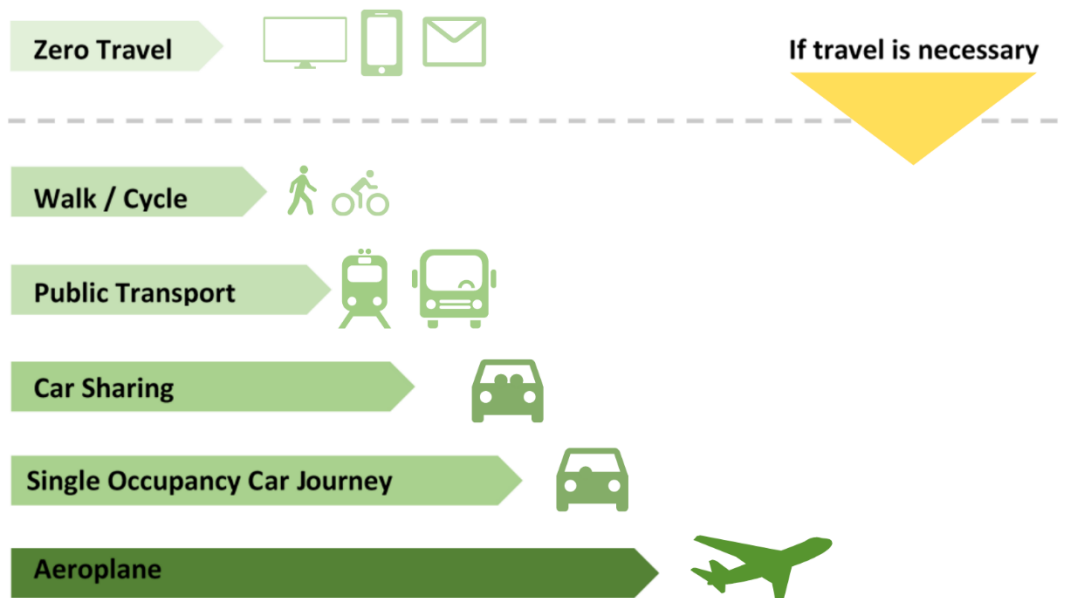 Zero Travel
If travel is necessary
Walk / Cycle
Public Transport
Car Sharing
Single Occupancy Car Journey
Aeroplane